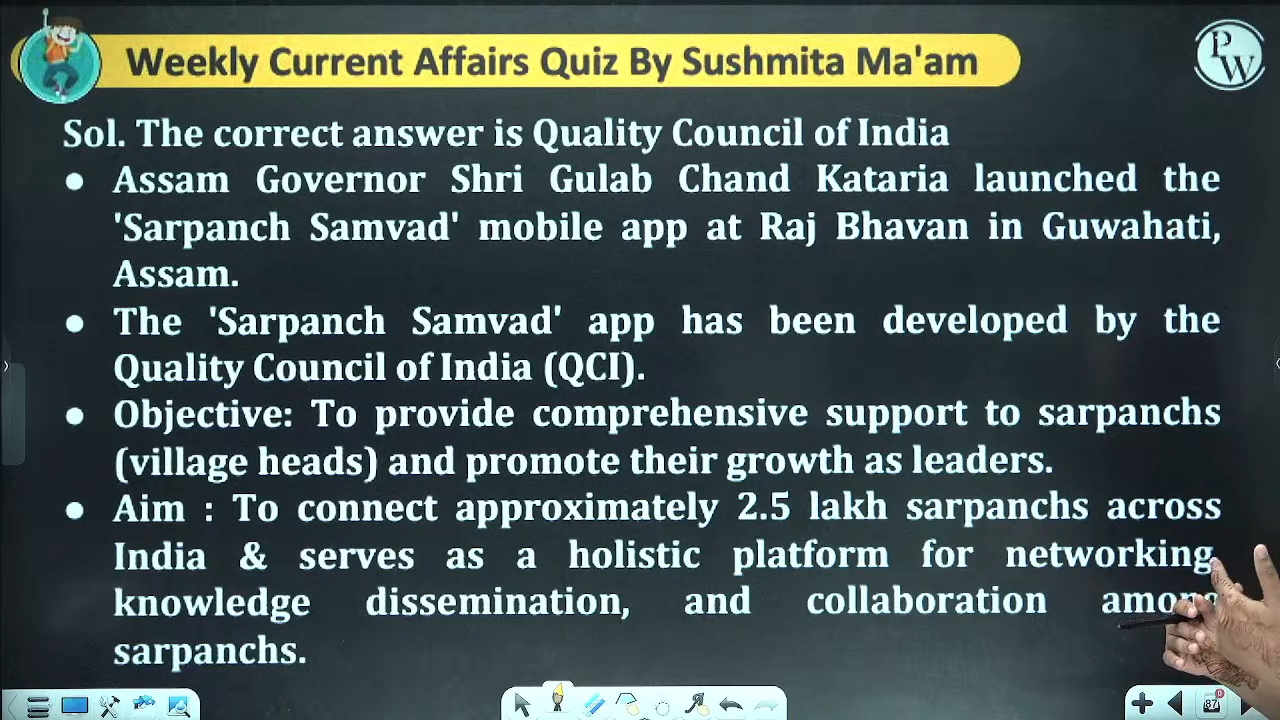 Weekly Current Affairs Quiz By Sushmita Ma'am
PW
Sol. The correct answer is Quality Council of India
● Assam Governor Shri Gulab Chand Kataria launched the
'Sarpanch Samvad' mobile app at Raj Bhavan in Guwahati,
Assam.
● The 'Sarpanch Samvad' app has been developed by the
Quality Council of India (QCI).
● Objective: To provide comprehensive support to sarpanchs
(village heads) and promote their growth as leaders.
● Aim : To connect approximately 2.5 lakh sarpanchs across
India & serves as a holistic platform for networking,
knowledge dissemination, and collaboration among
sarpanchs.
87